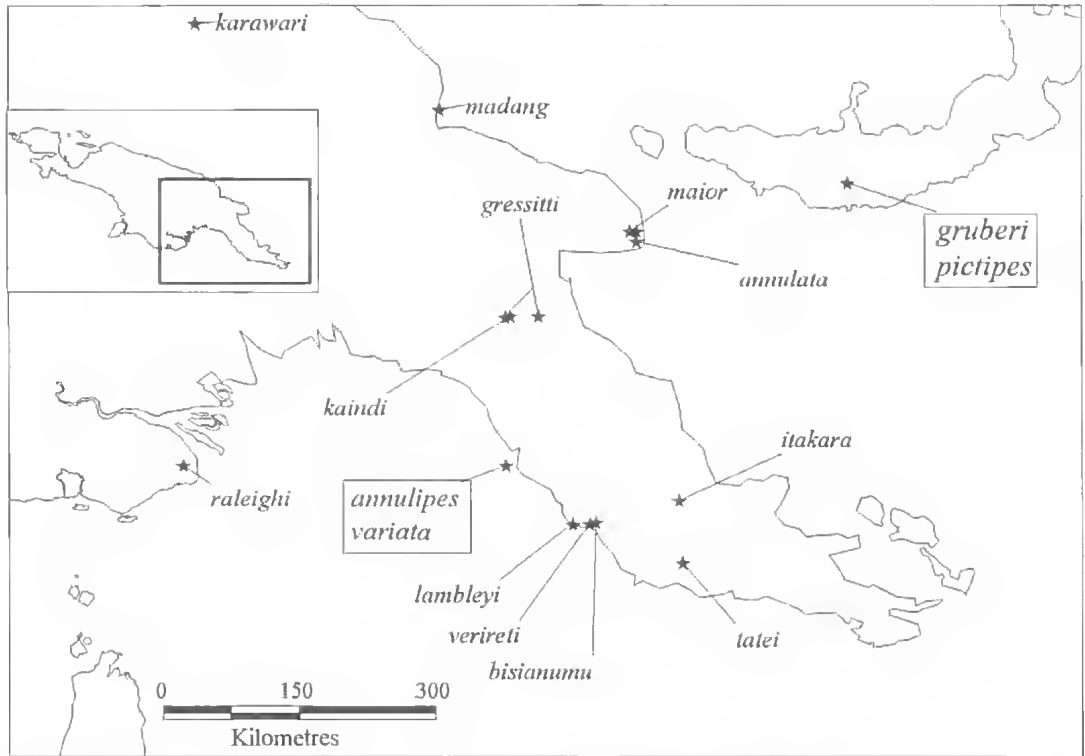 karawari
madang
maior
gressitti
gruberi
pictipes
annulata
kaindi
itakara
raleighi
annulipes
variata
lambleyi
verireti
tatei
bisianumu
0 150 300
Kilometres